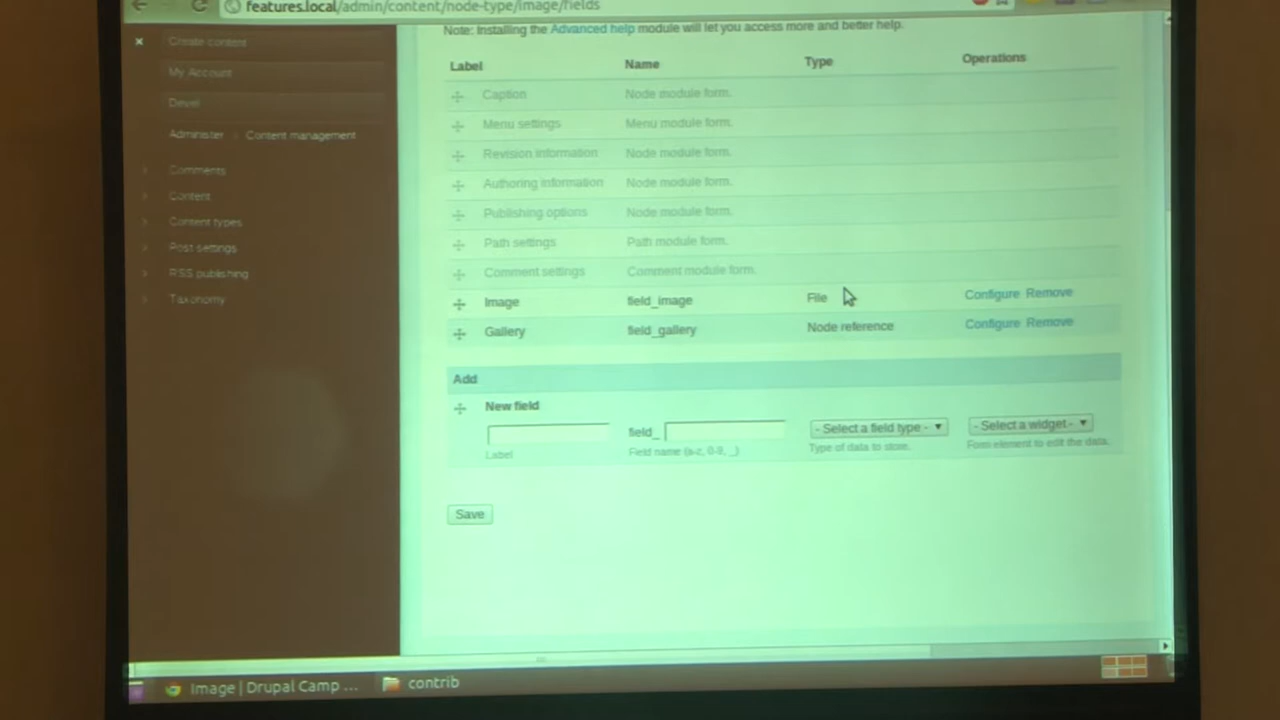 features.local/admin/content/node-type/image/fields
Note: Installing the Advanced help module will let you access more and better help.
Create content
My Account
Devel
Administer Content management
Comments
Content
Content types
Post settings
RSS publishing
Taxonomy
Label Name Type Operations
Caption Node module form.
Menu settings Menu module form.
Revision information Node module form.
Authoring information Node module form.
Publishing options Node module form.
Path settings Path module form.
Comment settings Comment module form.
Image field_image File Configure Remove
Gallery field_gallery Node reference Configure Remove
Add
New field
field_ - Select a field type - - Select a widget -
Label Field name (a-z, 0-9, _) Type of data to store. Form element to edit the data.
Save
Image | Drupal Camp ... contrib